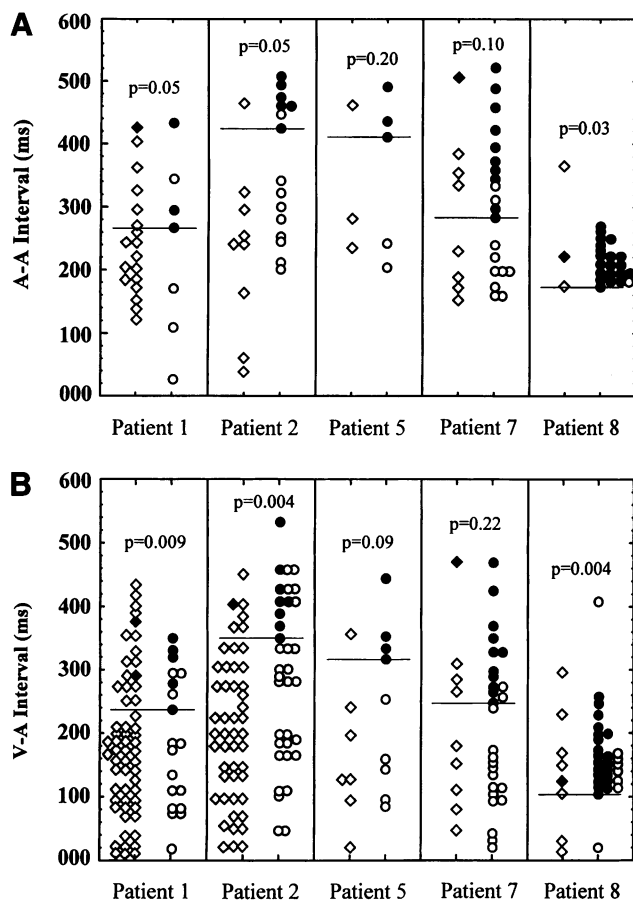 A
600
500
400
300
200
100
000
A-A Interval (ms)
p=0.05
p=0.05
p=0.20
p=0.10
p=0.03
Patient 1
Patient 2
Patient 5
Patient 7
Patient 8
B
600
500
400
300
200
100
000
V-A Interval (ms)
p=0.009
p=0.004
p=0.09
p=0.22
p=0.004
Patient 1
Patient 2
Patient 5
Patient 7
Patient 8